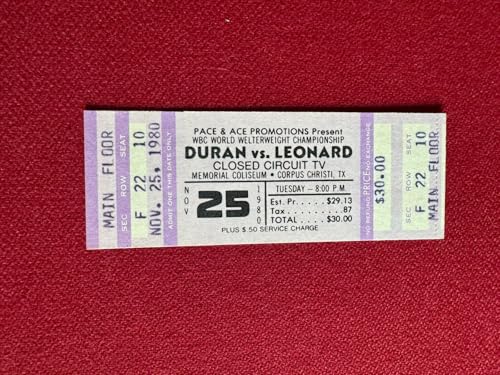 MAIN FLOOR
SEC ROW SEAT
F 22 10
NOV. 25, 1980
ADMIT ONE THIS DATE ONLY
PACE & ACE PROMOTIONS Present
WBC WORLD WELTERWEIGHT CHAMPIONSHIP
DURAN vs. LEONARD
CLOSED CIRCUIT TV
MEMORIAL COLISEUM • CORPUS CHRISTI, TX
NOV 25 1980
TUESDAY — 8:00 P.M.
Est. Pr. $29.13
Tax .87
TOTAL $30.00
PLUS $.50 SERVICE CHARGE
NO REFUND PRICE NO EXCHANGE
$30.00
SEC ROW SEAT
F 22 10
MAIN FLOOR